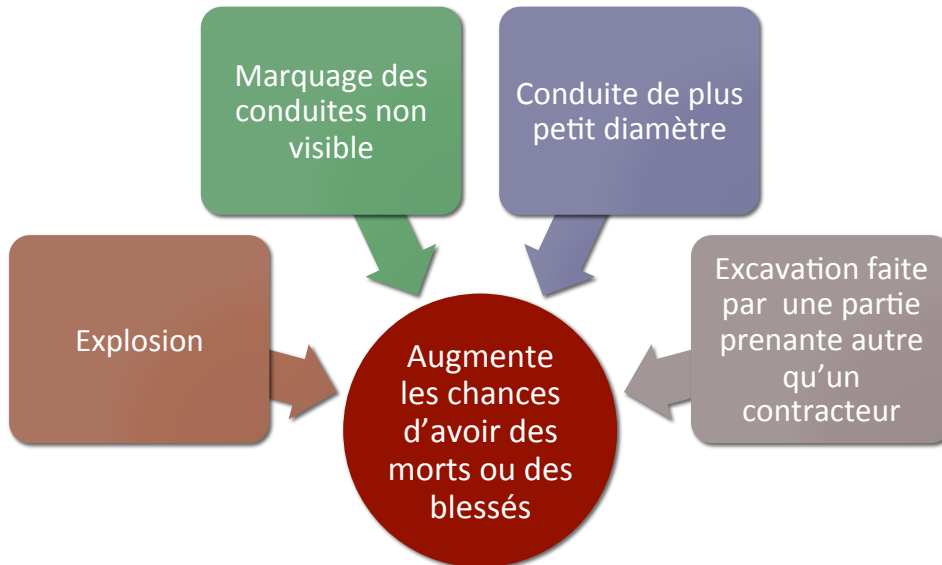 Marquage des
conduites non
visible
Conduite de plus
petit diamètre
Explosion
Excavation faite
par une partie
prenante autre
qu’un
contracteur
Augmente
les chances
d’avoir des
morts ou des
blessés